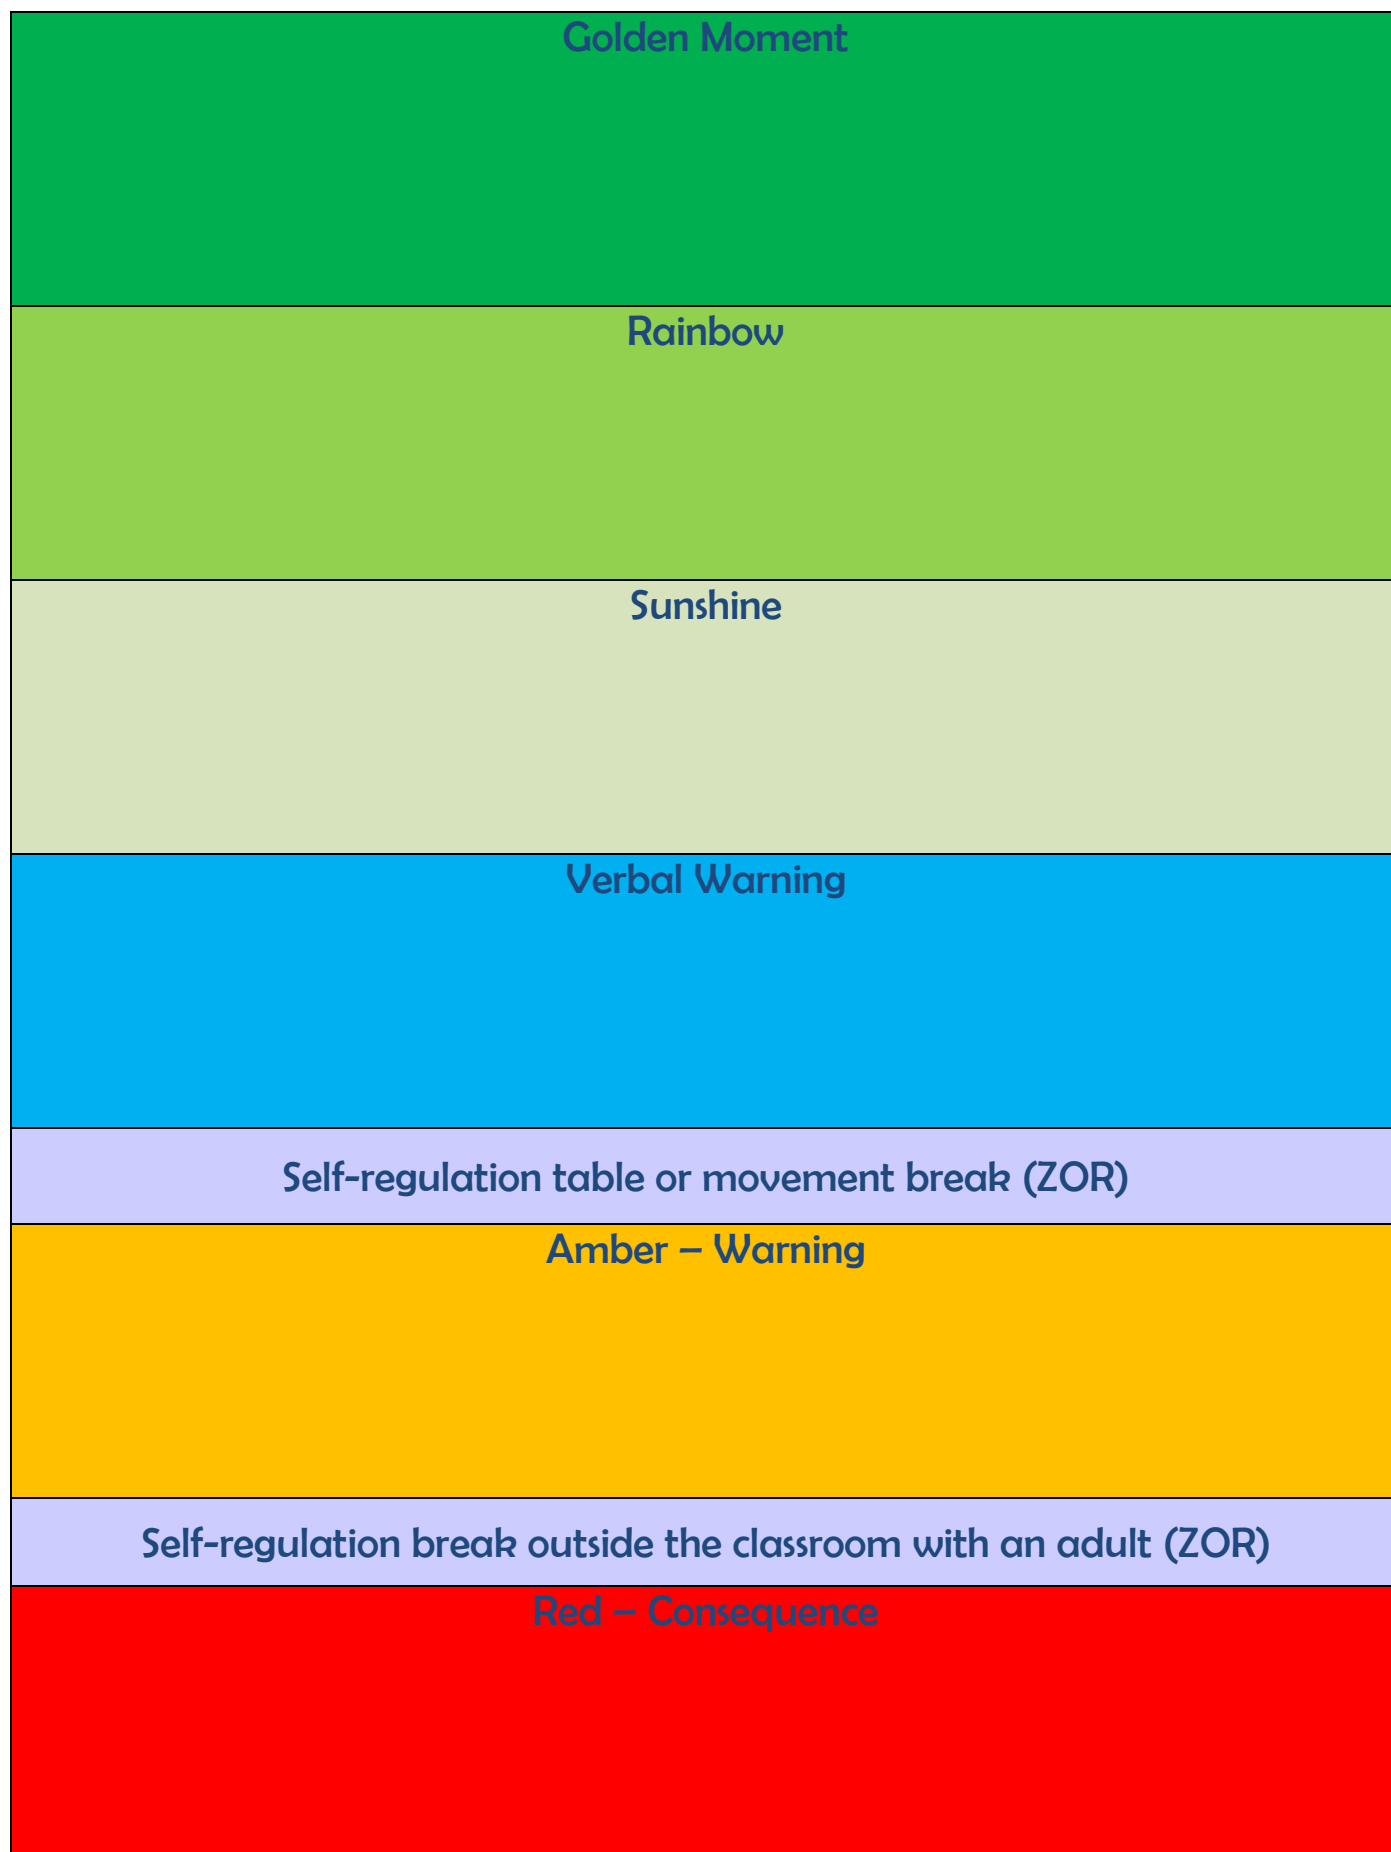 Golden Moment
Rainbow
Sunshine
Verbal Warning
Self-regulation table or movement break (ZOR)
Amber – Warning
Self-regulation break outside the classroom with an adult (ZOR)
Red – Consequence